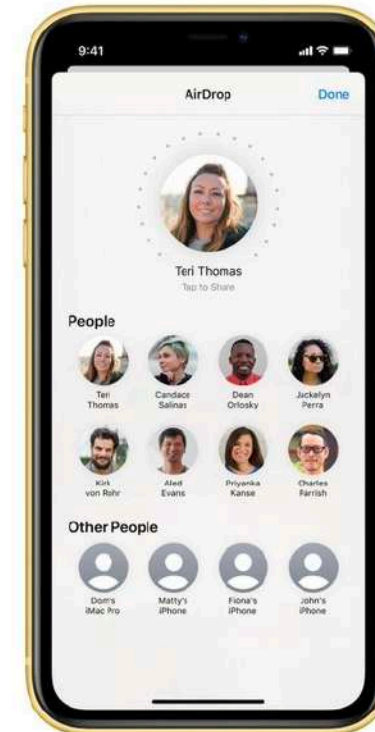 9:41
AirDrop Done
Teri Thomas
Tap to Share
People
Teri Thomas
Candace Salinas
Dean Orlosky
Jackelyn Perra
Kirk von Rohr
Aled Evans
Priyanka Kanse
Charles Parrish
Other People
Dom's iMac Pro
Matty's iPhone
Fiona's iPhone
John's iPhone